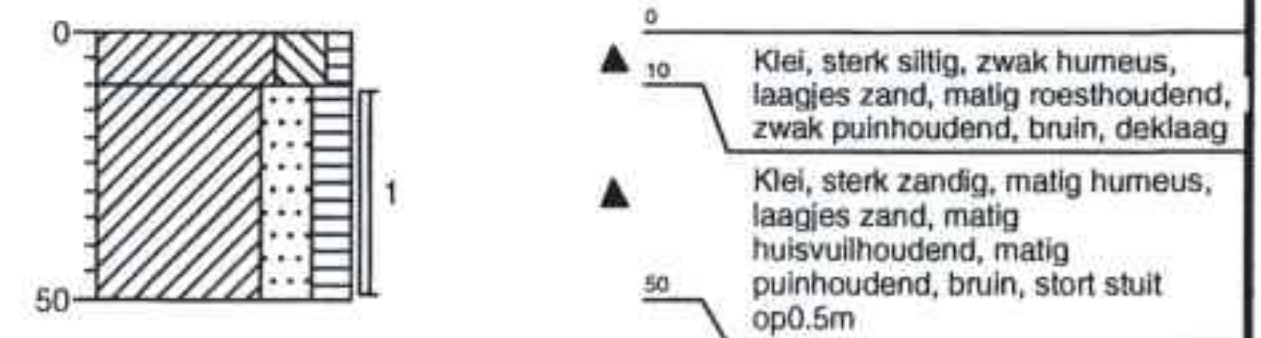 0
50
1
0
10
Klei, sterk siltig, zwak humeus,
laagjes zand, matig roesthoudend,
zwak puinhoudend, bruin, deklaag
Klei, sterk zandig, matig humeus,
laagjes zand, matig
huisvuilhoudend, matig
puinhoudend, bruin, stort stuit
op0.5m
50